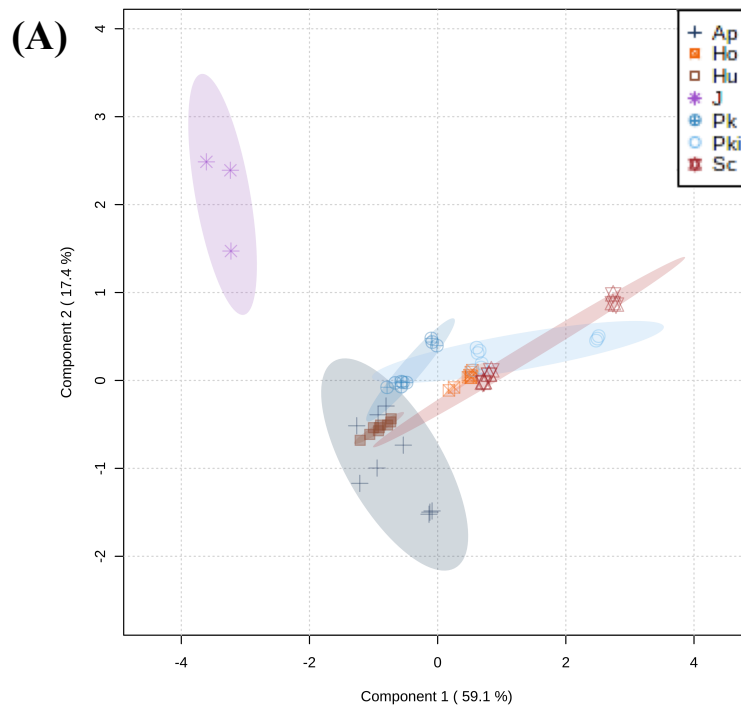 (A)
Ap
Ho
Hu
J
Pk
Pki
Sc
4
3
2
1
0
-1
-2
Component 2 ( 17.4 %)
-4
-2
0
2
4
Component 1 ( 59.1 %)